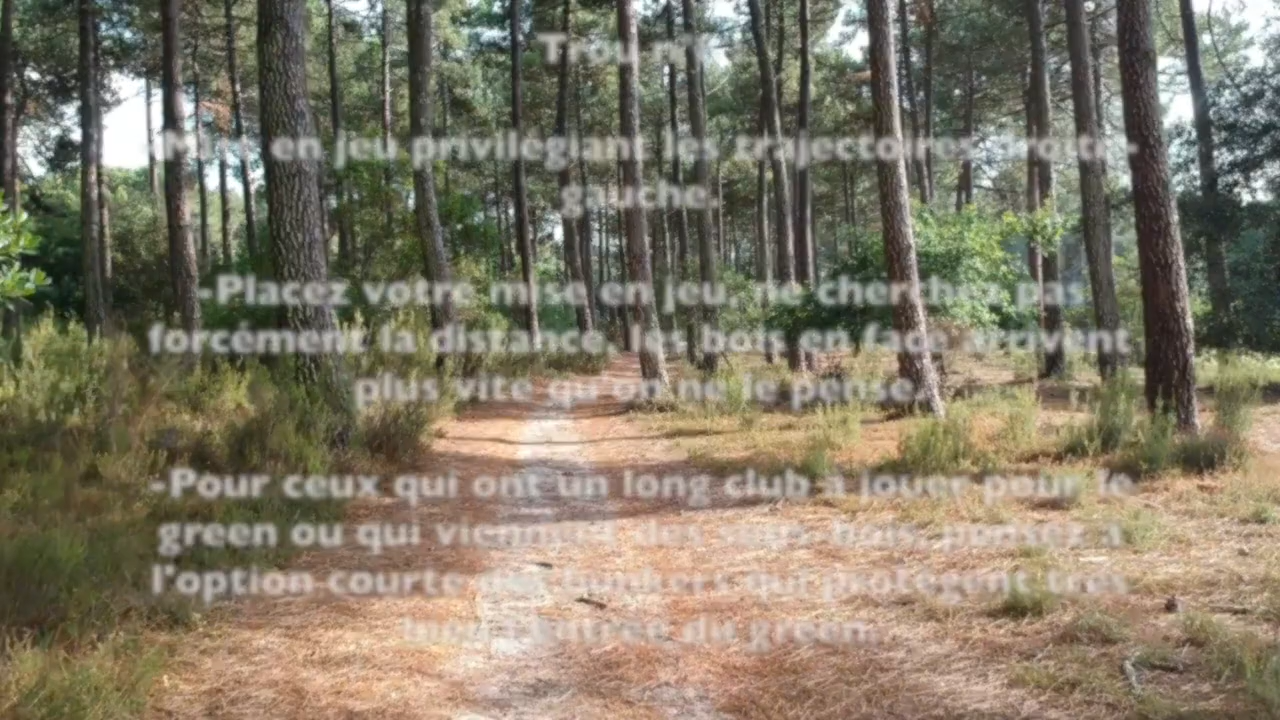 Trou n°
-Mise en jeu privilégiant les trajectoires droite-
gauche.
-Placez votre mise en jeu, ne cherchez pas
forcément la distance, les bois en face arrivent
plus vite qu'on ne le pense.
-Pour ceux qui ont un long club à jouer pour le
green ou qui viennent des sous-bois, pensez à
l'option courte des bunkers qui protègent très
bien l'entrée du green.